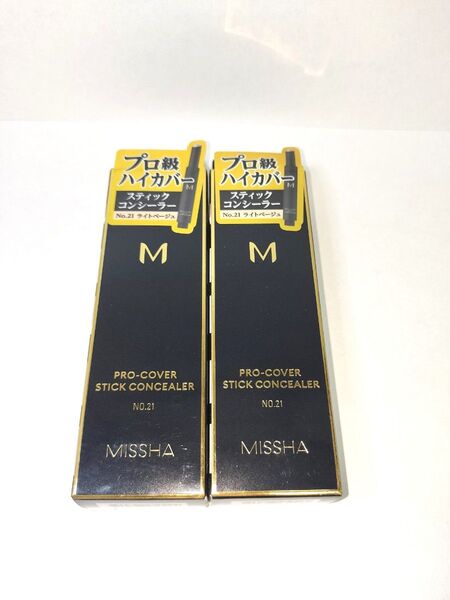 プロ級
ハイカバー
スティック
コンシーラー
No.21 ライトベージュ
M
M
PRO-COVER
STICK CONCEALER
NO.21
MISSHA
プロ級
ハイカバー
スティック
コンシーラー
No.21 ライトベージュ
M
M
PRO-COVER
STICK CONCEALER
NO.21
MISSHA